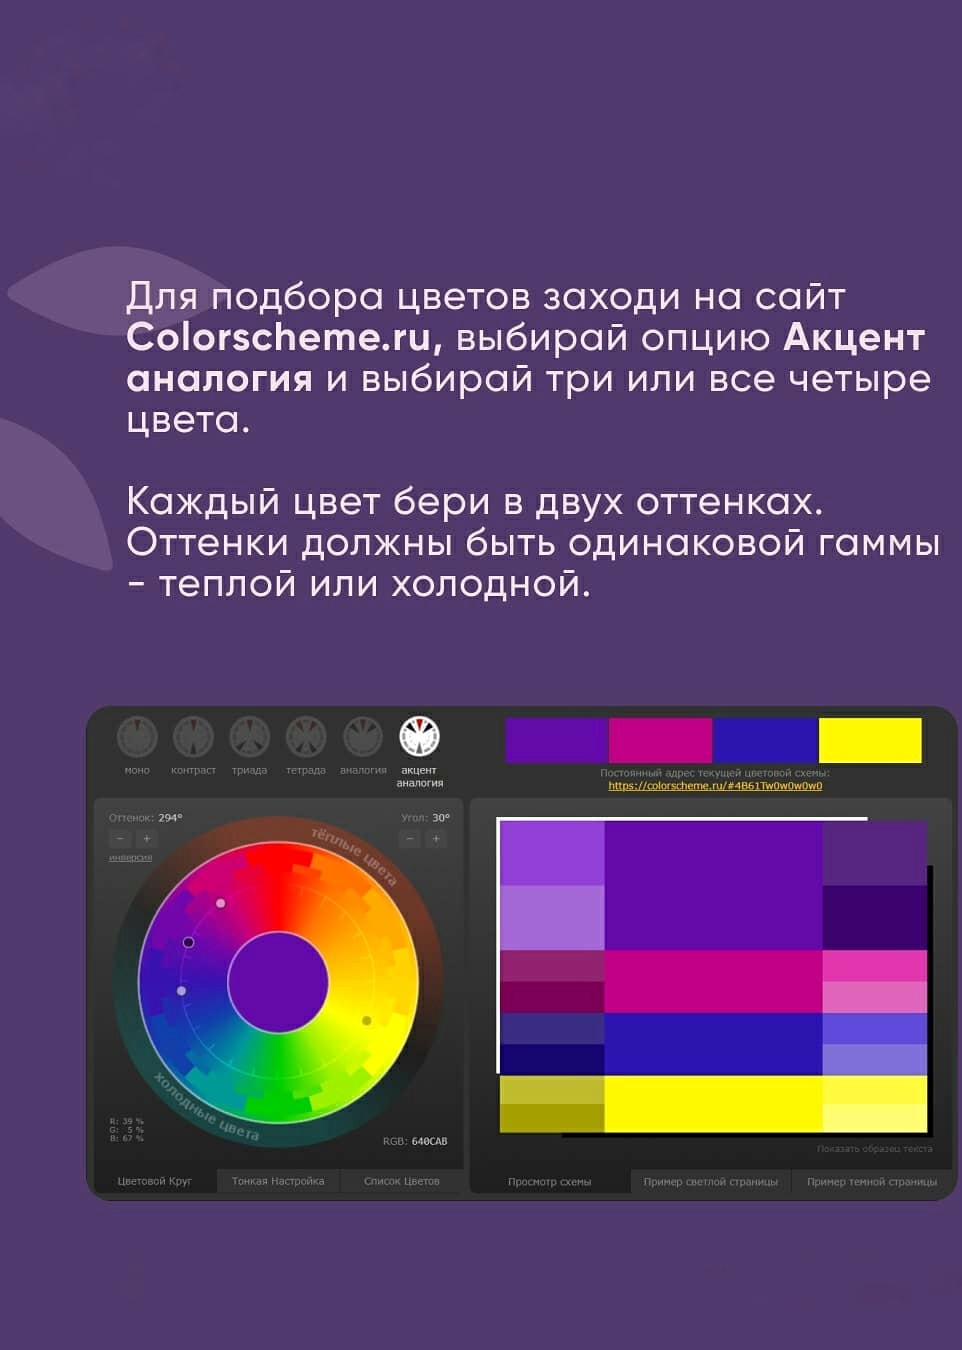 Для подбора цветов заходи на сайт
Colorscheme.ru, выбирай опцию Акцент
аналогия и выбирай три или все четыре
цвета.
Каждый цвет бери в двух оттенках.
Оттенки должны быть одинаковой гаммы
- теплой или холодной.
моно контраст триада тетрада аналогия акцент
аналогия
Постоянный адрес текущей цветовой схемы:
https://colorscheme.ru/#4B61Tw0w0w0w0
Оттенок: 294°
Угол: 30°
− +
− +
инверсия
тёплые цвета
холодные цвета
R: 39 %
G: 5 %
B: 67 %
RGB: 640CAB
Показать образец текста
Цветовой Круг Тонкая Настройка Список Цветов
Просмотр схемы Пример светлой страницы Пример темной страницы